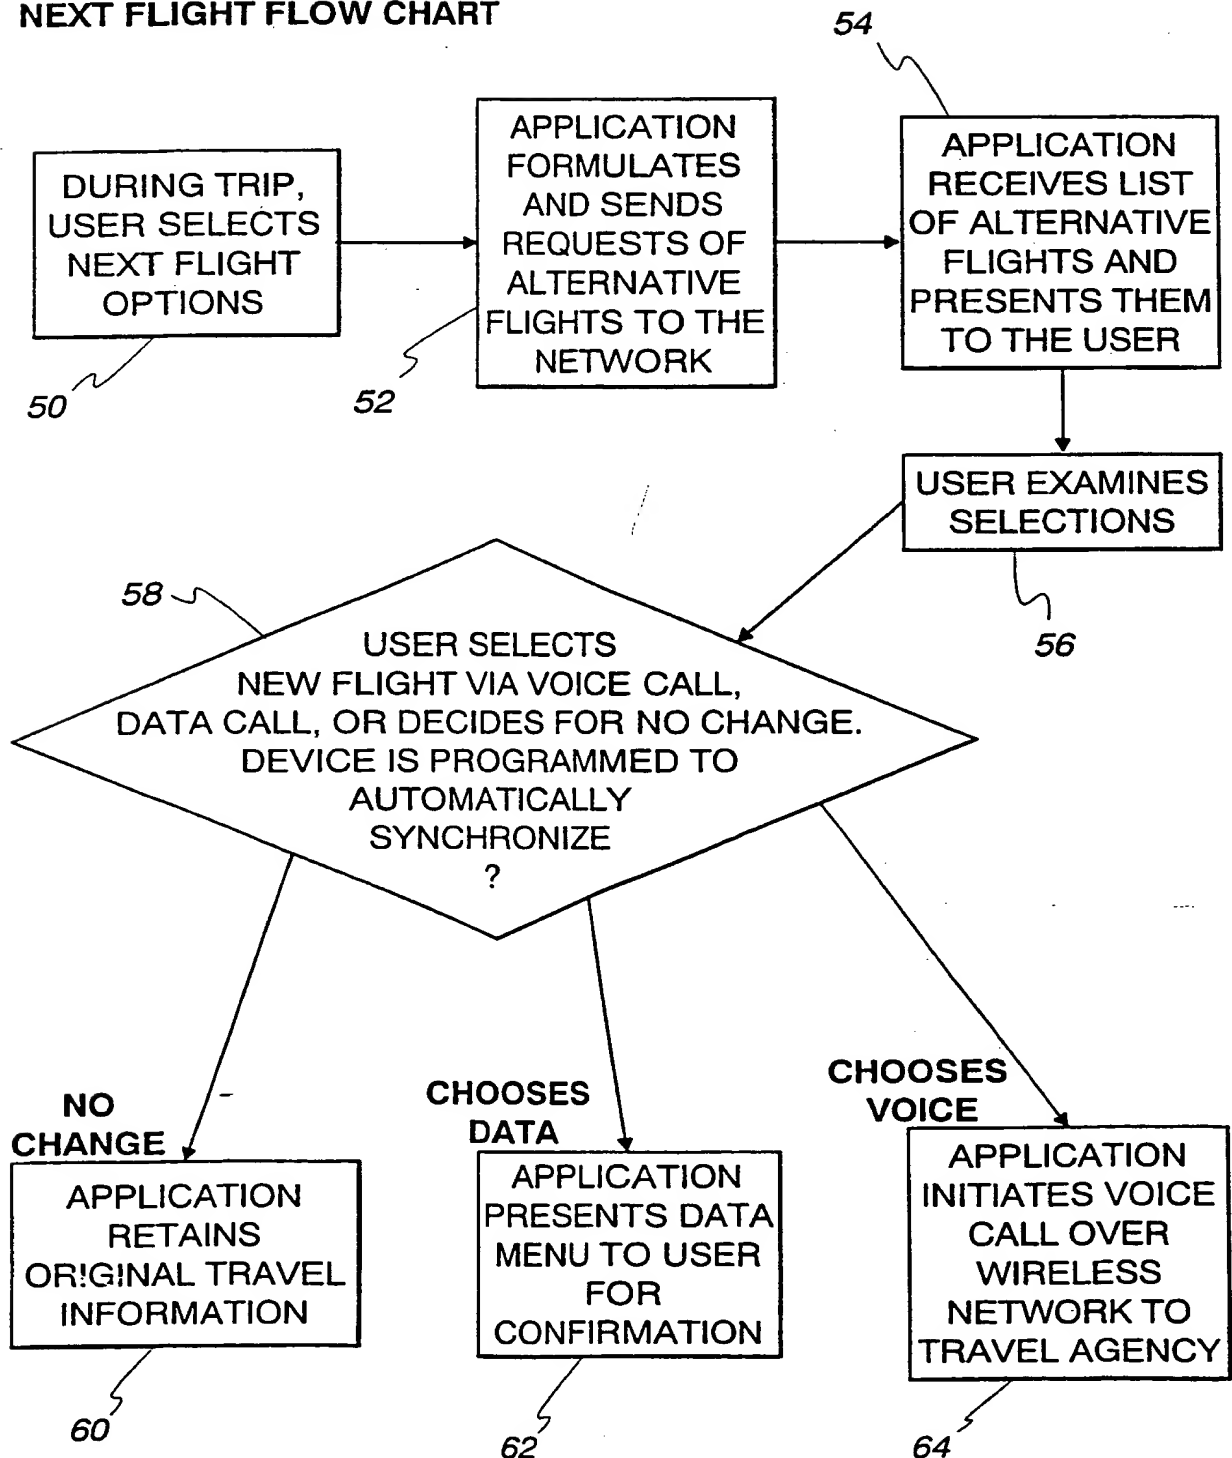 NEXT FLIGHT FLOW CHART
54
DURING TRIP,
USER SELECTS
NEXT FLIGHT
OPTIONS
50
APPLICATION
FORMULATES
AND SENDS
REQUESTS OF
ALTERNATIVE
FLIGHTS TO THE
NETWORK
52
APPLICATION
RECEIVES LIST
OF ALTERNATIVE
FLIGHTS AND
PRESENTS THEM
TO THE USER
USER EXAMINES
SELECTIONS
56
58
USER SELECTS
NEW FLIGHT VIA VOICE CALL,
DATA CALL, OR DECIDES FOR NO CHANGE.
DEVICE IS PROGRAMMED TO
AUTOMATICALLY
SYNCHRONIZE
?
NO
CHANGE
APPLICATION
RETAINS
ORIGINAL TRAVEL
INFORMATION
60
CHOOSES
DATA
APPLICATION
PRESENTS DATA
MENU TO USER
FOR
CONFIRMATION
62
CHOOSES
VOICE
APPLICATION
INITIATES VOICE
CALL OVER
WIRELESS
NETWORK TO
TRAVEL AGENCY
64